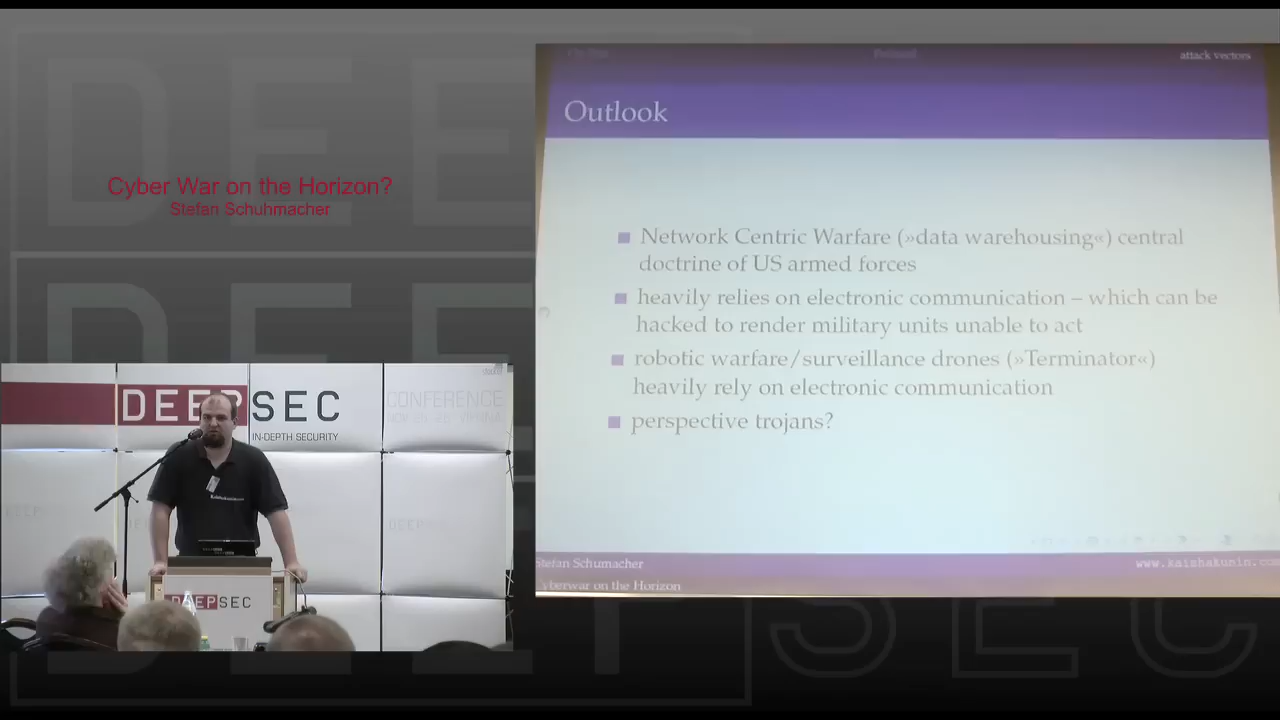 Cyber War on the Horizon?
Stefan Schuhmacher
attack vectors
Outlook
Network Centric Warfare (»data warehousing«) central
doctrine of US armed forces
heavily relies on electronic communication – which can be
hacked to render military units unable to act
robotic warfare/surveillance drones (»Terminator«)
heavily rely on electronic communication
perspective trojans?
Stefan Schumacher
www.kaishakunin.com
Cyberwar on the Horizon
DEEPSEC
IN-DEPTH SECURITY
CONFERENCE
DEEPSEC